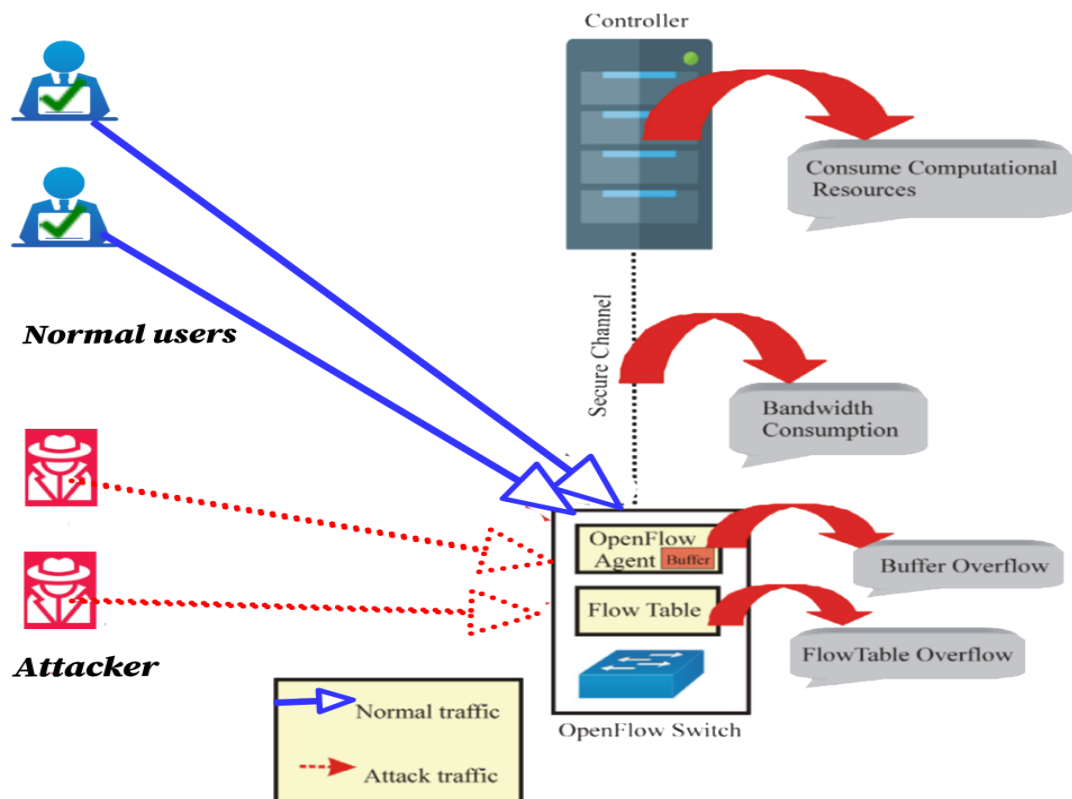 Controller
Consume Computational
Resources
Normal users
Secure Channel
Bandwidth
Consumption
OpenFlow
Agent
Buffer
Buffer Overflow
Flow Table
FlowTable Overflow
Attacker
OpenFlow Switch
Normal traffic
Attack traffic